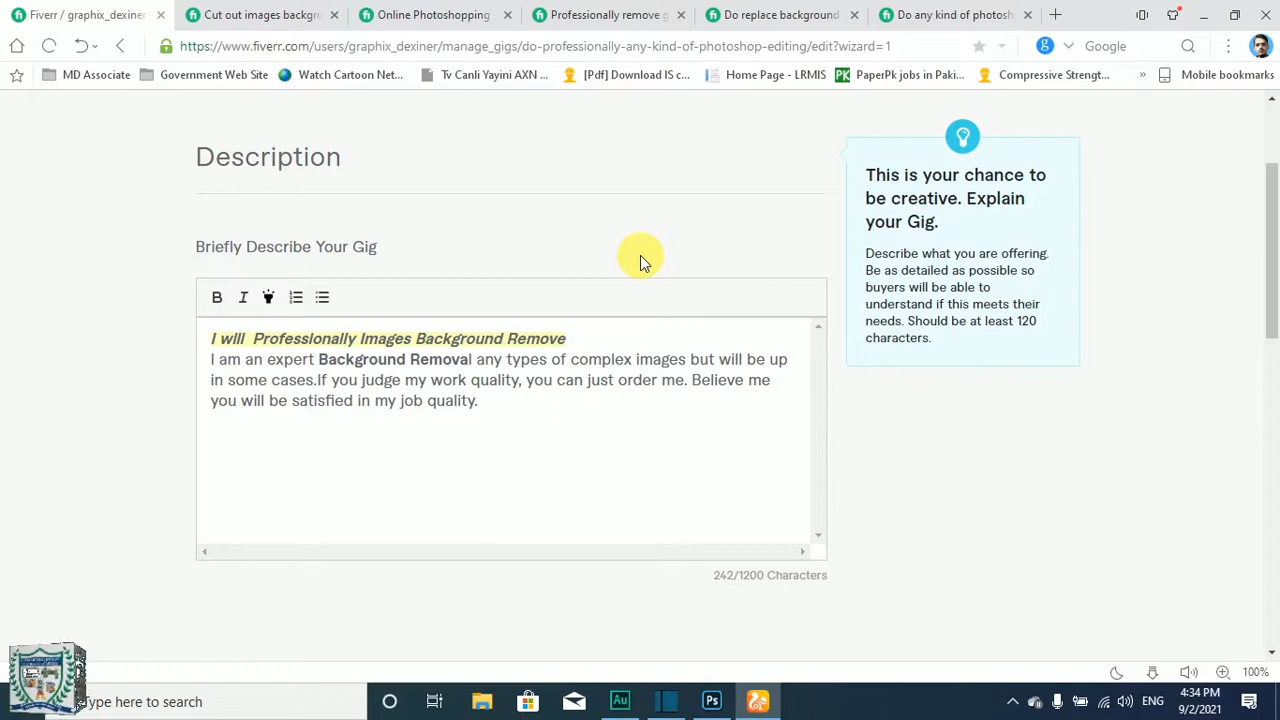 Fiverr / graphix_dexiner
Cut out images backgro
Online Photoshopping
Professionally remove g
Do replace background
Do any kind of photosh
https://www.fiverr.com/users/graphix_dexiner/manage_gigs/do-professionally-any-kind-of-photoshop-editing/edit?wizard=1
Google
MD Associate
Government Web Site
Watch Cartoon Net...
Tv Canli Yayini AXN ...
[Pdf] Download IS c...
Home Page - LRMIS
PaperPk jobs in Paki...
Compressive Strengt...
Mobile bookmarks
Description
Briefly Describe Your Gig
B I
I will  Professionally Images Background Remove
I am an expert Background Removal any types of complex images but will be up
in some cases.If you judge my work quality, you can just order me. Believe me
you will be satisfied in my job quality.
242/1200 Characters
This is your chance to
be creative. Explain
your Gig.
Describe what you are offering.
Be as detailed as possible so
buyers will be able to
understand if this meets their
needs. Should be at least 120
characters.
100%
Type here to search
Au
Ps
ENG
4:34 PM
9/2/2021